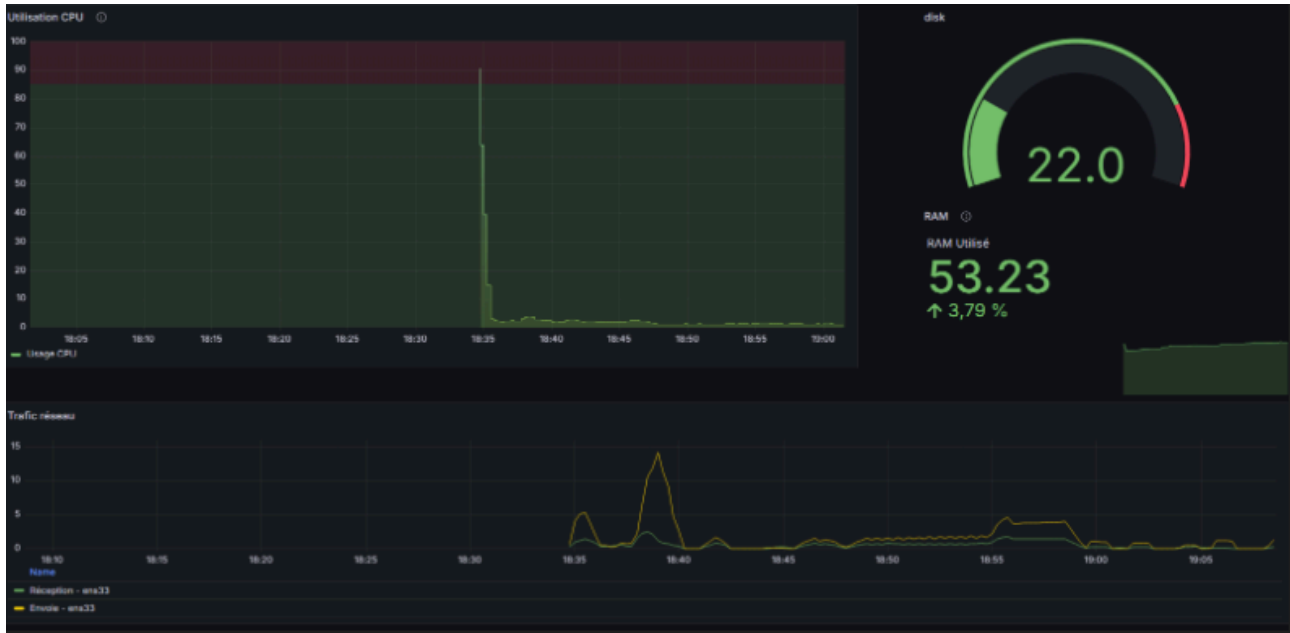 Utilisation CPU
100
90
80
70
60
50
40
30
20
10
0
18:05 18:10 18:15 18:20 18:25 18:30 18:35 18:40 18:45 18:50 18:55 19:00
Usage CPU
disk
22.0
RAM
RAM Utilisé
53.23
3,79 %
Trafic réseau
15
10
5
0
18:10 18:15 18:20 18:25 18:35 18:40 18:45 18:50 18:55 19:00 19:05
Name
Réception - ens33
Envoie - ens33